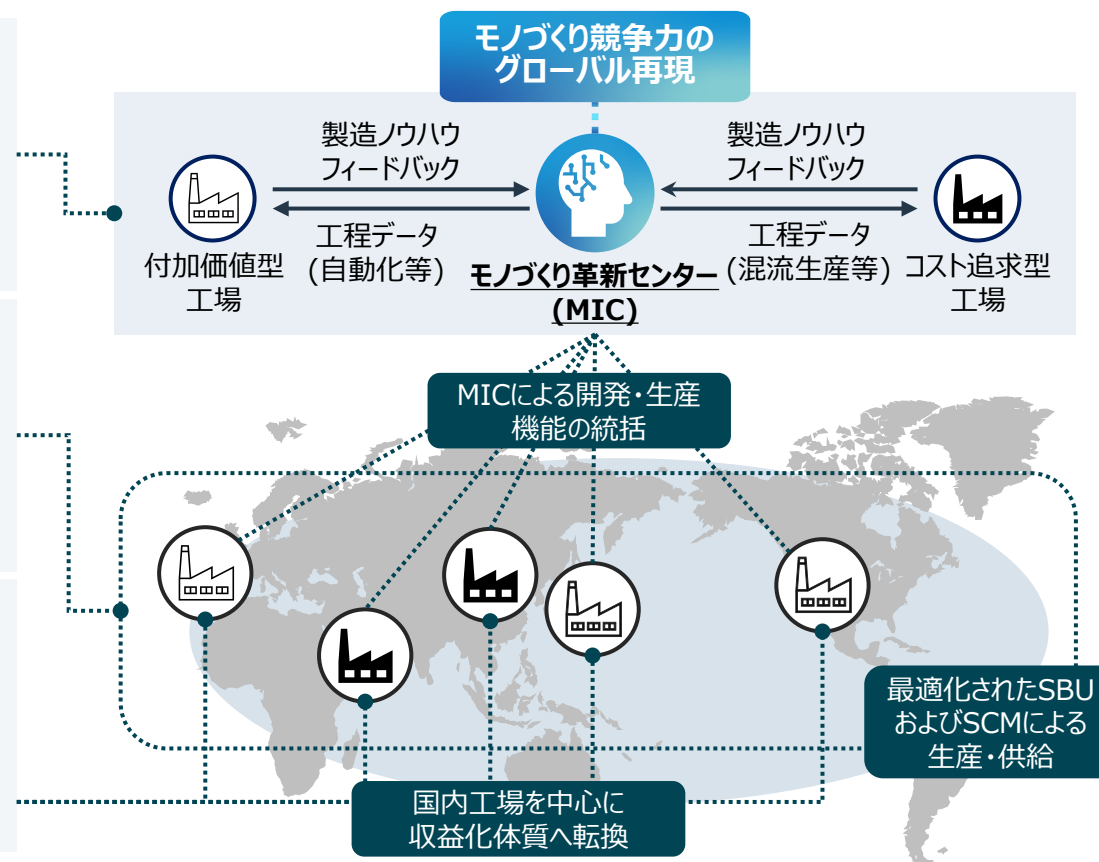 モノづくり競争力の
グローバル再現
製造ノウハウ
フィードバック
製造ノウハウ
フィードバック
工程データ
(自動化等)
工程データ
(混流生産等)
付加価値型
工場
モノづくり革新センター
(MIC)
コスト追求型
工場
MICによる開発・生産
機能の統括
最適化されたSBU
およびSCMによる
生産・供給
国内工場を中心に
収益化体質へ転換